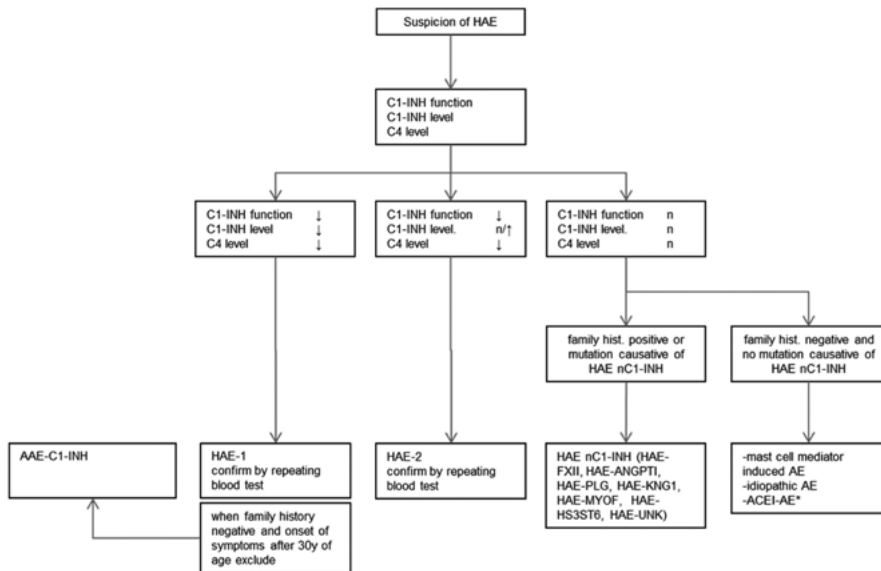 Suspicion of HAE
C1-INH function
C1-INH level
C4 level
C1-INH function ↓
C1-INH level ↓
C4 level ↓
C1-INH function ↓
C1-INH level. n/↑
C4 level ↓
C1-INH function n
C1-INH level. n
C4 level n
family hist. positive or
mutation causative of
HAE nC1-INH
family hist. negative and
no mutation causative of
HAE nC1-INH
AAE-C1-INH
HAE-1
confirm by repeating
blood test
HAE-2
confirm by repeating
blood test
HAE nC1-INH (HAE-
FXII, HAE-ANGPTI,
HAE-PLG, HAE-KNG1,
HAE-MYOF, HAE-
HS3ST6, HAE-UNK)
-mast cell mediator
induced AE
-idiopathic AE
-ACEI-AE*
when family history
negative and onset of
symptoms after 30y of
age exclude